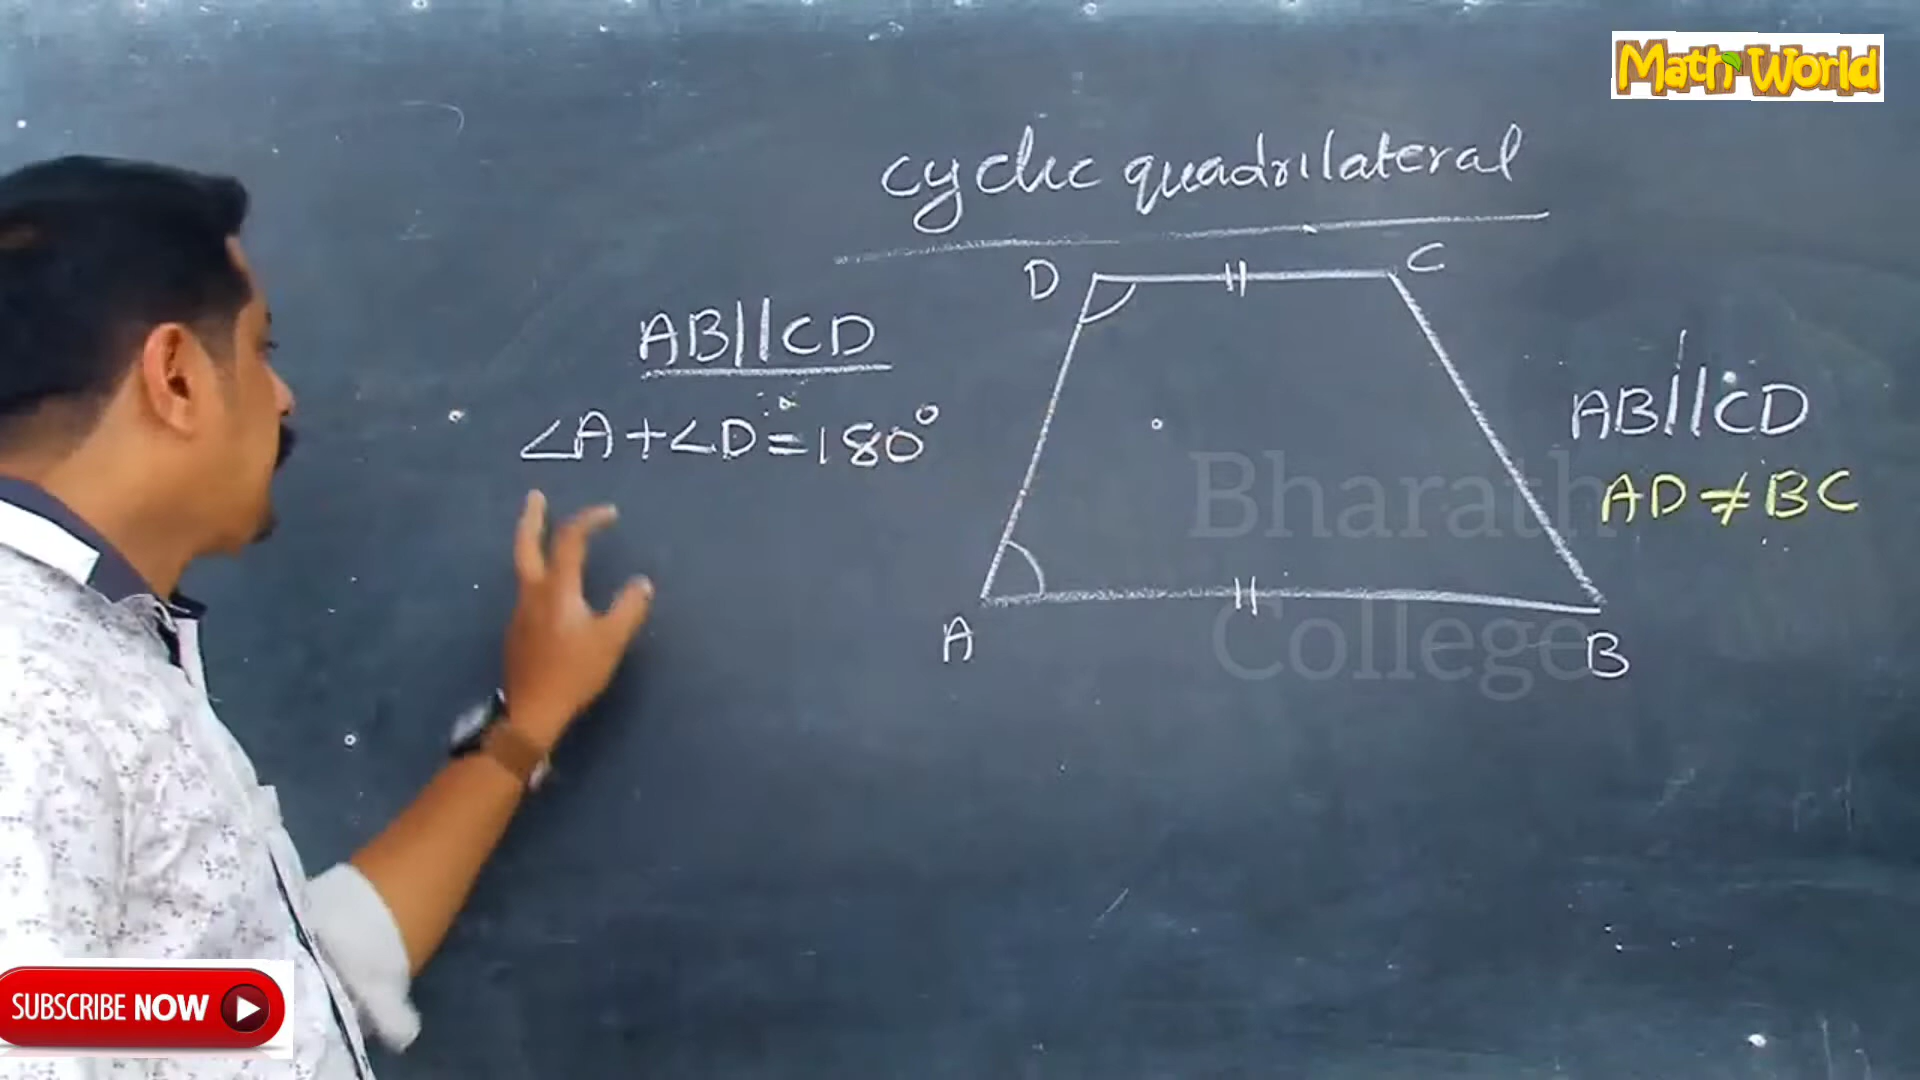 Math World
cyclic quadrilateral
D
C
AB||CD
∠A+∠D=180°
AB||CD
AD≠BC
Bharath
College
A
B
SUBSCRIBE NOW